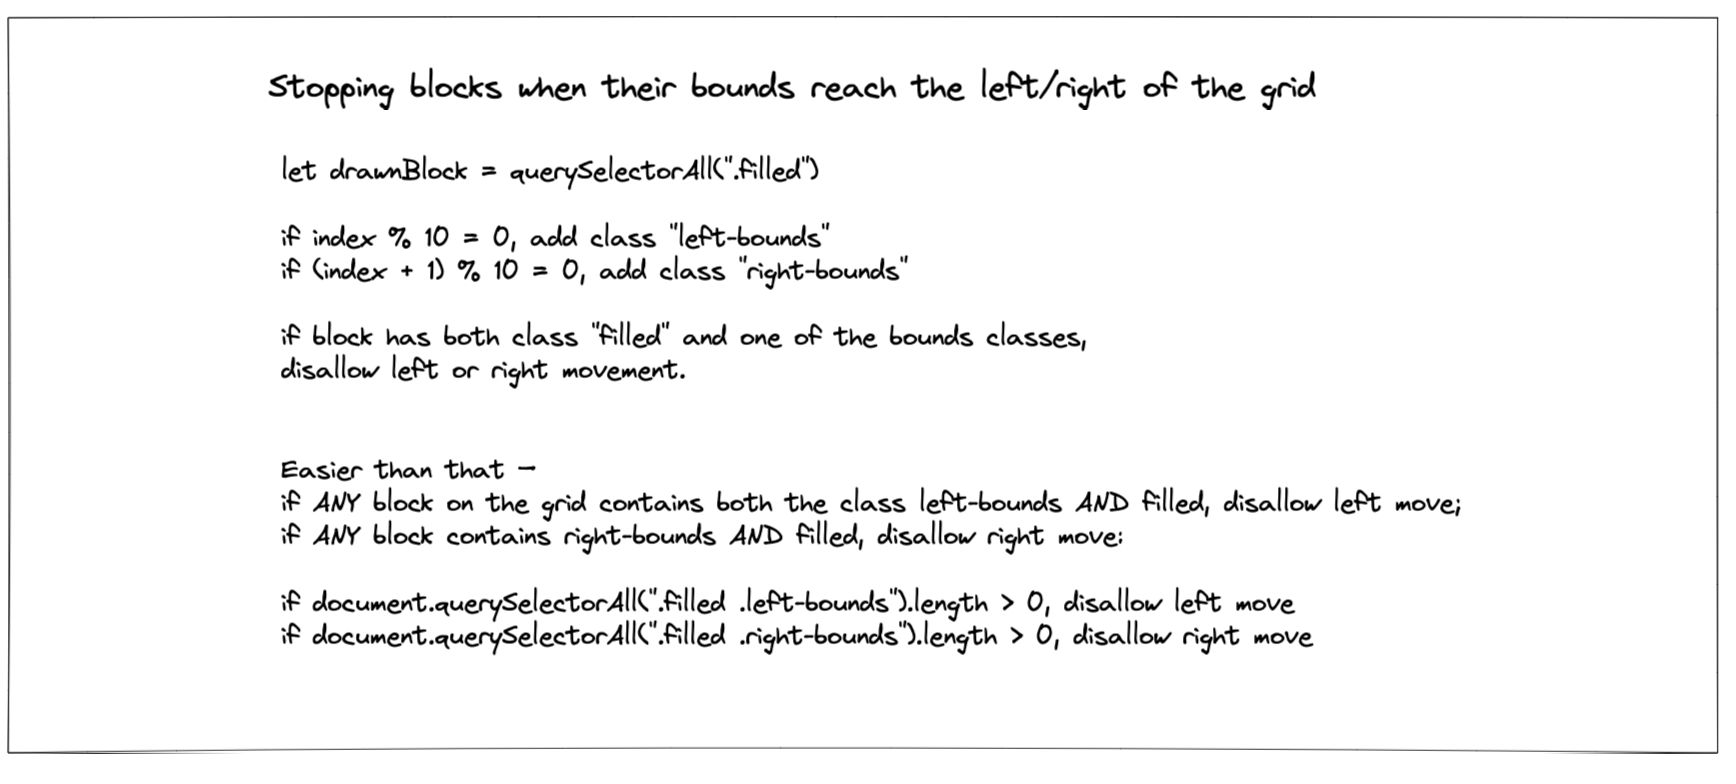 Stopping blocks when their bounds reach the left/right of the grid
let drawnBlock = querySelectorAll(".filled")
if index % 10 = 0, add class "left-bounds"
if (index + 1) % 10 = 0, add class "right-bounds"
if block has both class "filled" and one of the bounds classes,
disallow left or right movement.
Easier than that -
if ANY block on the grid contains both the class left-bounds AND filled, disallow left move;
if ANY block contains right-bounds AND filled, disallow right move:
if document.querySelectorAll(".filled .left-bounds").length > 0, disallow left move
if document.querySelectorAll(".filled .right-bounds").length > 0, disallow right move